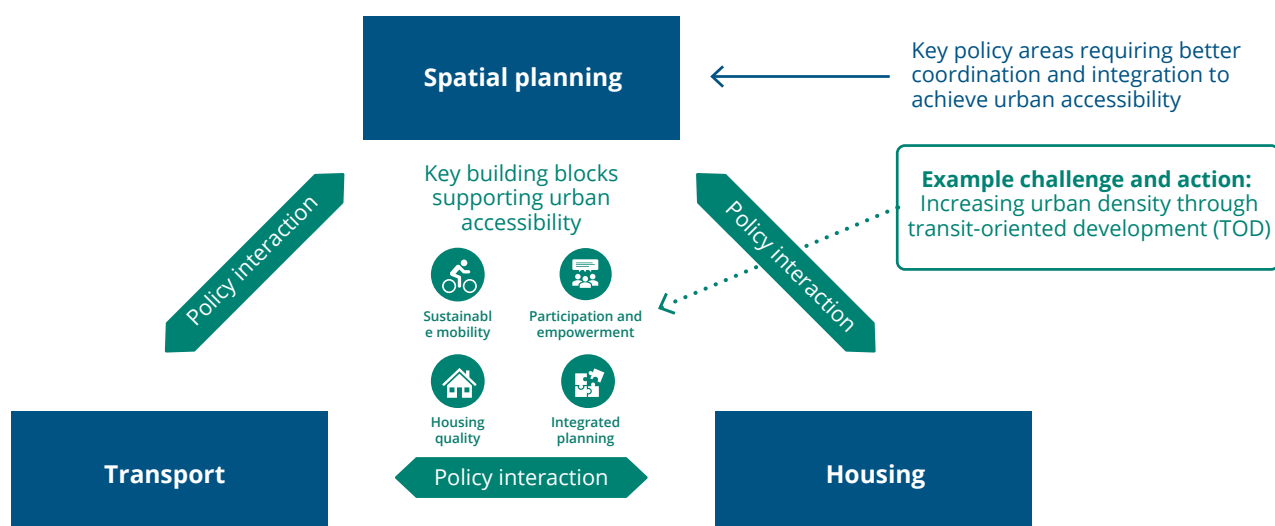 Spatial planning
Key policy areas requiring better
coordination and integration to
achieve urban accessibility
Key building blocks
supporting urban
accessibility
Example challenge and action:
Increasing urban density through
transit-oriented development (TOD)
Policy interaction
Policy interaction
Sustainabl
e mobility
Participation and
empowerment
Housing
quality
Integrated
planning
Transport
Policy interaction
Housing